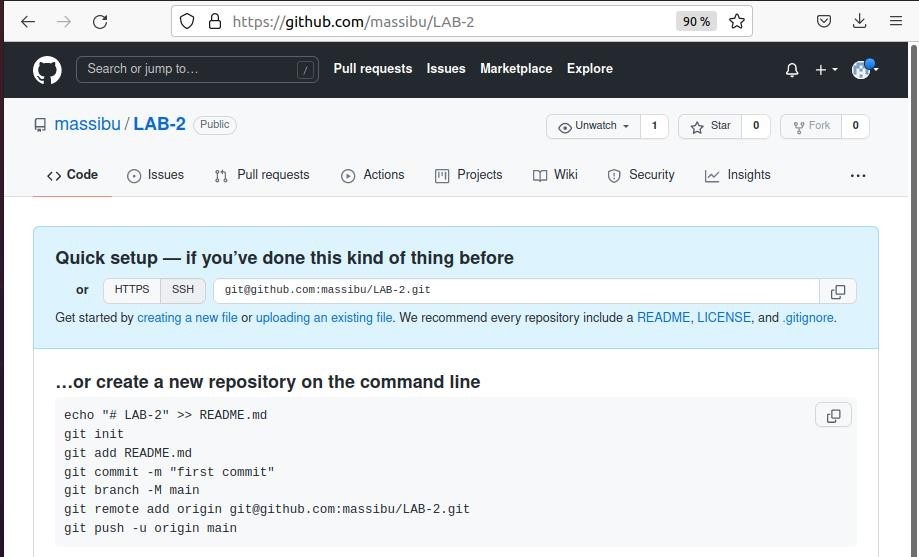 https://github.com/massibu/LAB-2 90 %
Search or jump to… / Pull requests Issues Marketplace Explore
massibu / LAB-2 Public Unwatch 1 Star 0 Fork 0
Code Issues Pull requests Actions Projects Wiki Security Insights
Quick setup — if you’ve done this kind of thing before
or HTTPS SSH git@github.com:massibu/LAB-2.git
Get started by creating a new file or uploading an existing file. We recommend every repository include a README, LICENSE, and .gitignore.
…or create a new repository on the command line
echo "# LAB-2" >> README.md
git init
git add README.md
git commit -m "first commit"
git branch -M main
git remote add origin git@github.com:massibu/LAB-2.git
git push -u origin main